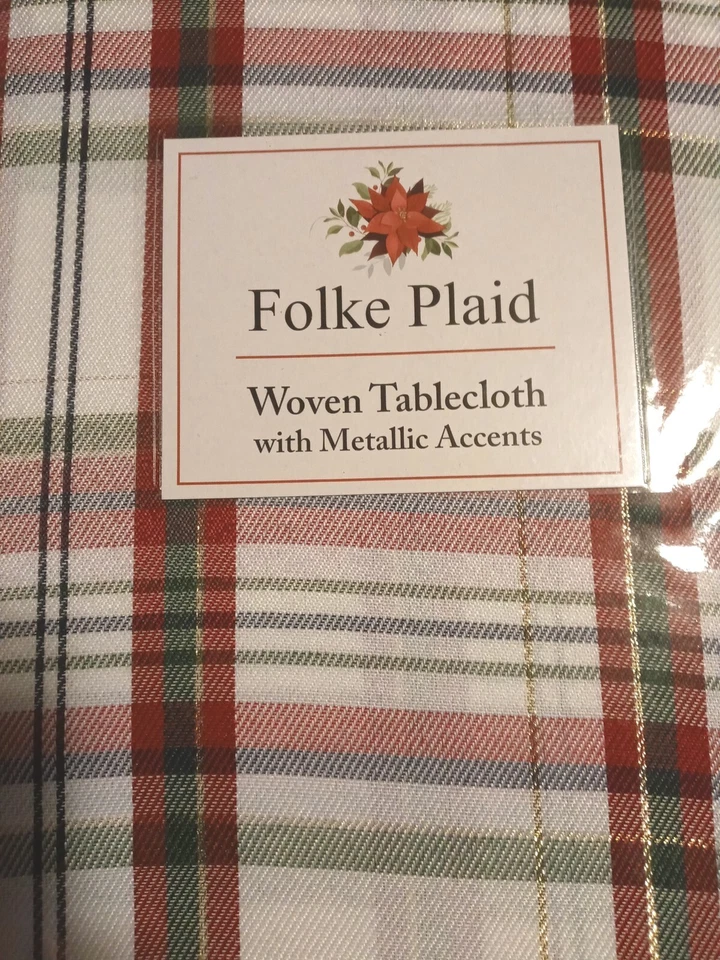 Folke Plaid
Woven Tablecloth
with Metallic Accents